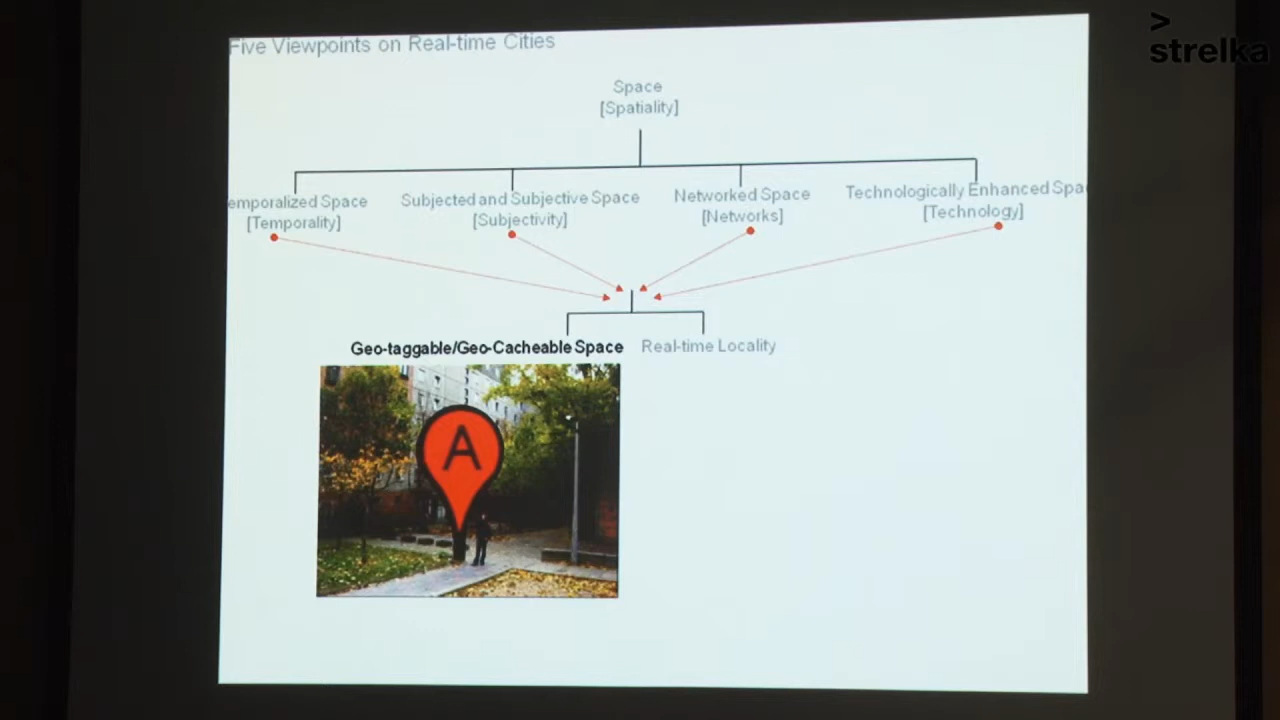 >
strelka
Five Viewpoints on Real-time Cities
Space
[Spatiality]
emporalized Space
[Temporality]
Subjected and Subjective Space
[Subjectivity]
Networked Space
[Networks]
Technologically Enhanced Spa
[Technology]
Geo-taggable/Geo-Cacheable Space
Real-time Locality
A